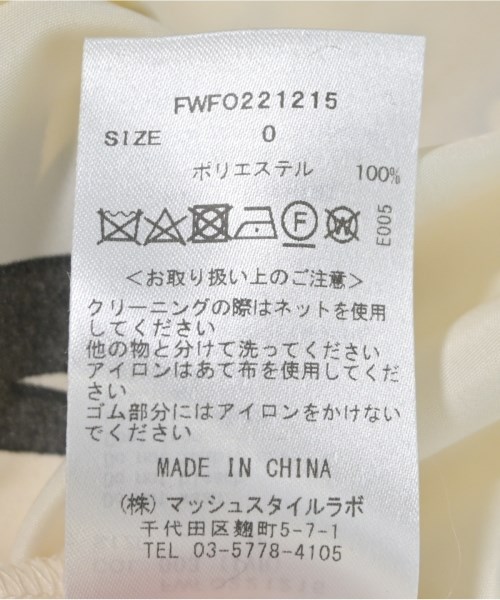 FWFO221215
SIZE 0
ポリエステル 100%
F W E005
<お取り扱い上のご注意>
クリーニングの際はネットを使用
してください
他の物と分けて洗ってください
アイロンはあて布を使用してくだ
さい
ゴム部分にはアイロンをかけない
でください
MADE IN CHINA
(株) マッシュスタイルラボ
千代田区麹町5-7-1
TEL 03-5778-4105